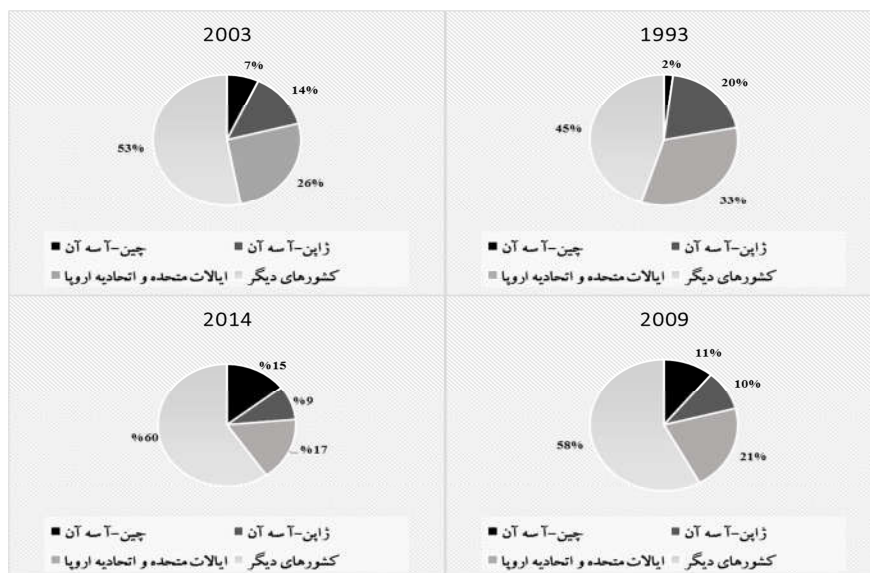 1993
2%
20%
33%
45%
چین-آ سه آن ژاپن-آ سه آن
ایالات متحده و اتحادیه اروپا کشورهای دیگر
2003
7%
14%
26%
53%
چین-آ سه آن ژاپن-آ سه آن
ایالات متحده و اتحادیه اروپا کشورهای دیگر
2009
11%
10%
21%
58%
چین-آ سه آن ژاپن-آ سه آن
ایالات متحده و اتحادیه اروپا کشورهای دیگر
2014
%15
%9
%17
%60
چین-آ سه آن ژاپن-آ سه آن
ایالات متحده و اتحادیه اروپا کشورهای دیگر